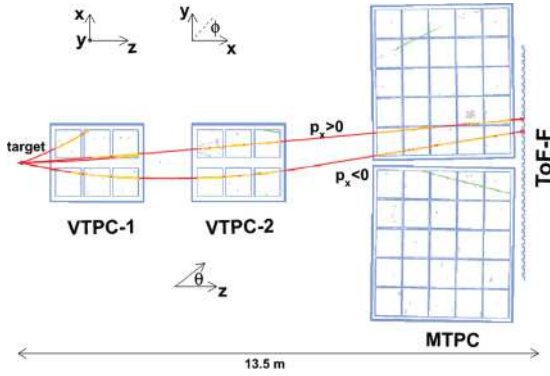 x
y
z
y
ϕ
x
target
p_x>0
p_x<0
ToF-F
VTPC-1
VTPC-2
θ
z
MTPC
13.5 m